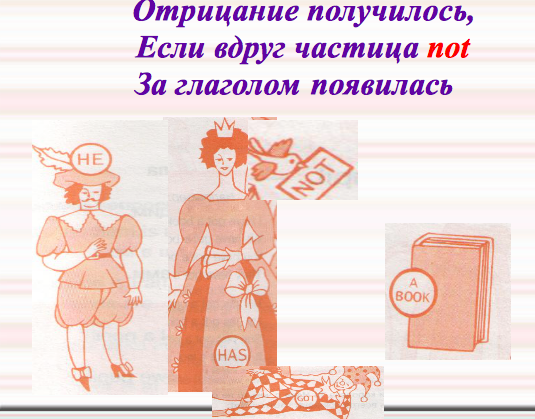 Отрицание получилось,
Если вдруг частица not
За глаголом появилась
HE
NOT
HAS
GOT
A
BOOK